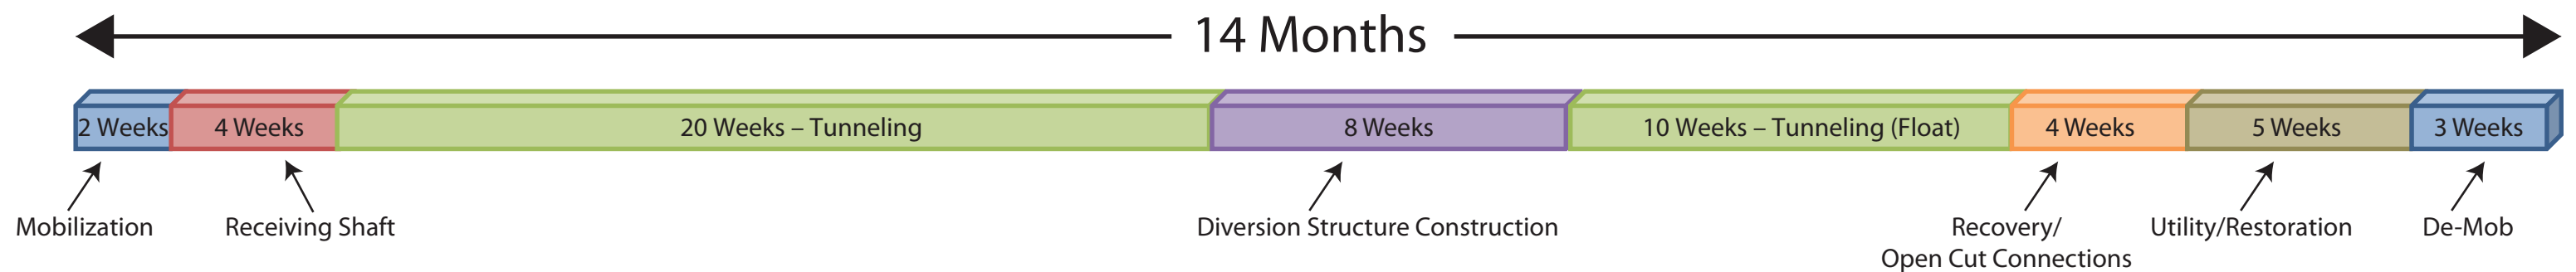 14 Months
2 Weeks
4 Weeks
20 Weeks – Tunneling
8 Weeks
10 Weeks – Tunneling (Float)
4 Weeks
5 Weeks
3 Weeks
Mobilization
Receiving Shaft
Diversion Structure Construction
Recovery/
Open Cut Connections
Utility/Restoration
De-Mob